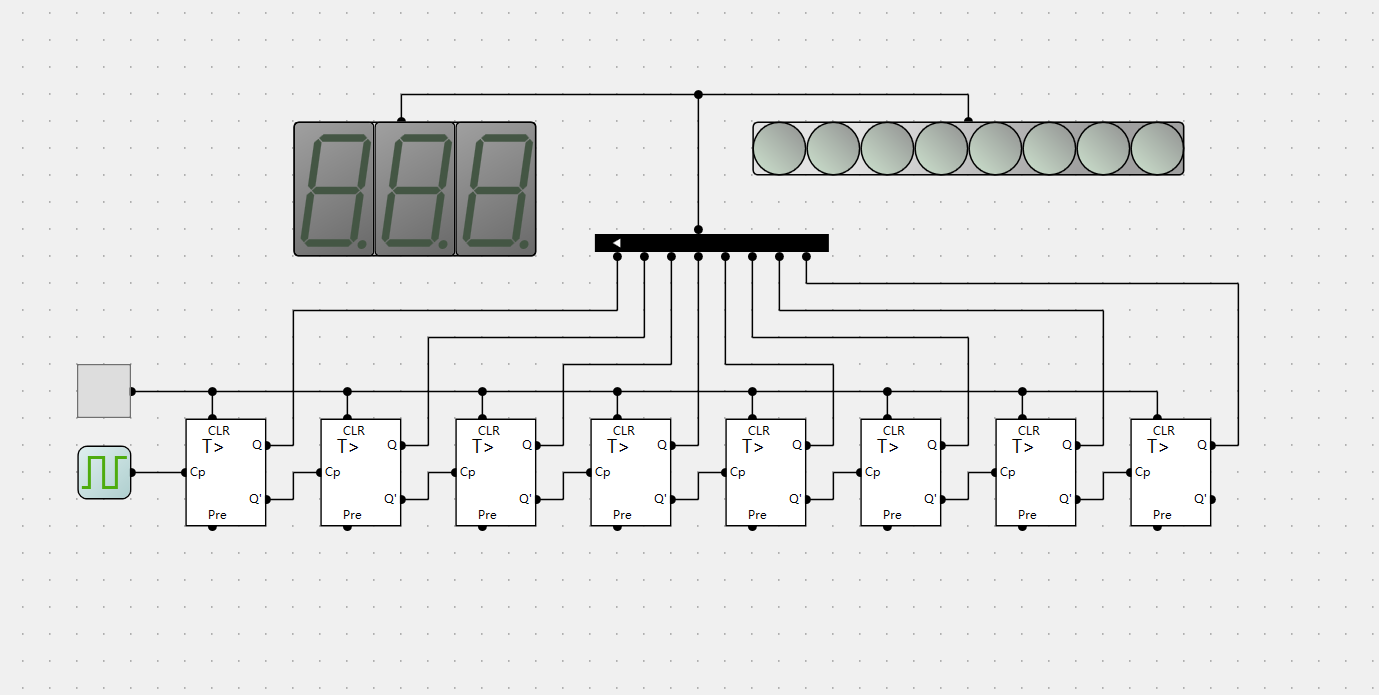 CLR CLR CLR CLR CLR CLR CLR CLR
T> Q T> Q T> Q T> Q T> Q T> Q T> Q T> Q
Cp Cp Cp Cp Cp Cp Cp Cp
Q' Q' Q' Q' Q' Q' Q' Q'
Pre Pre Pre Pre Pre Pre Pre Pre